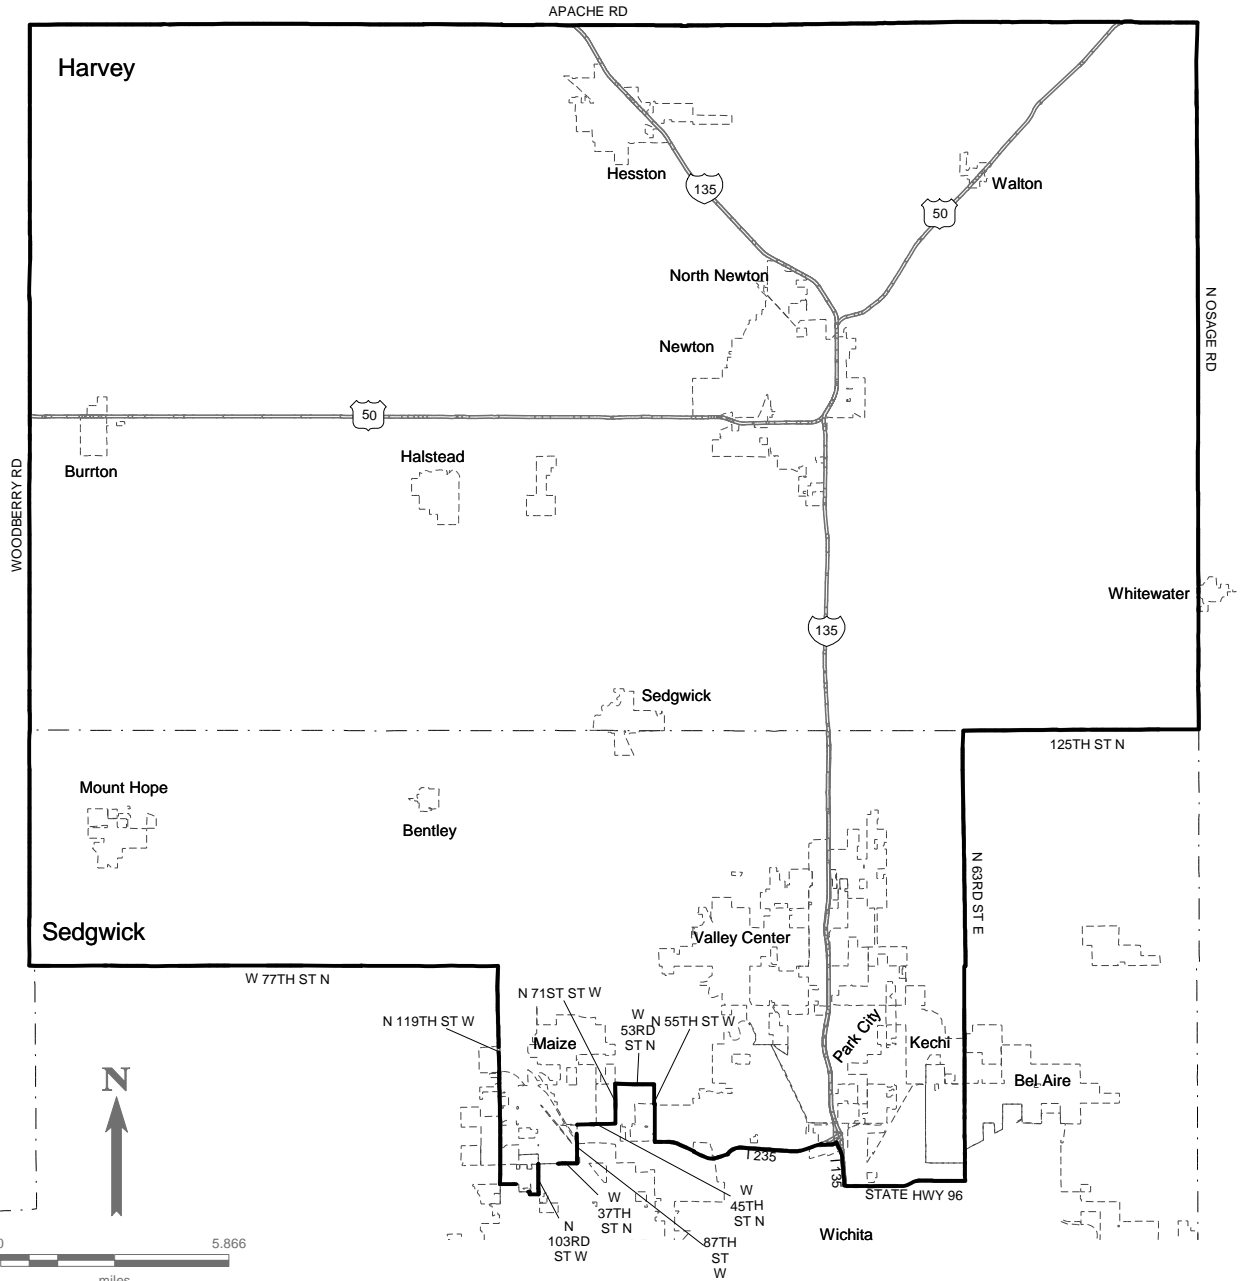 APACHE RD
Harvey
Hesston
135
Walton
50
North Newton
N OSAGE RD
Newton
50
Burrton
Halstead
WOODBERRY RD
Whitewater
135
Sedgwick
125TH ST N
Mount Hope
Bentley
N 63RD ST E
Sedgwick
Valley Center
W 77TH ST N
N 71ST ST W
N 119TH ST W
W
53RD
ST N
N 55TH ST W
Maize
Park City
Kechi
Bel Aire
N
I 235
I 135
STATE HWY 96
W
45TH
ST N
W
37TH
ST N
N
103RD
ST W
87TH
ST
W
Wichita
0
5.866
miles